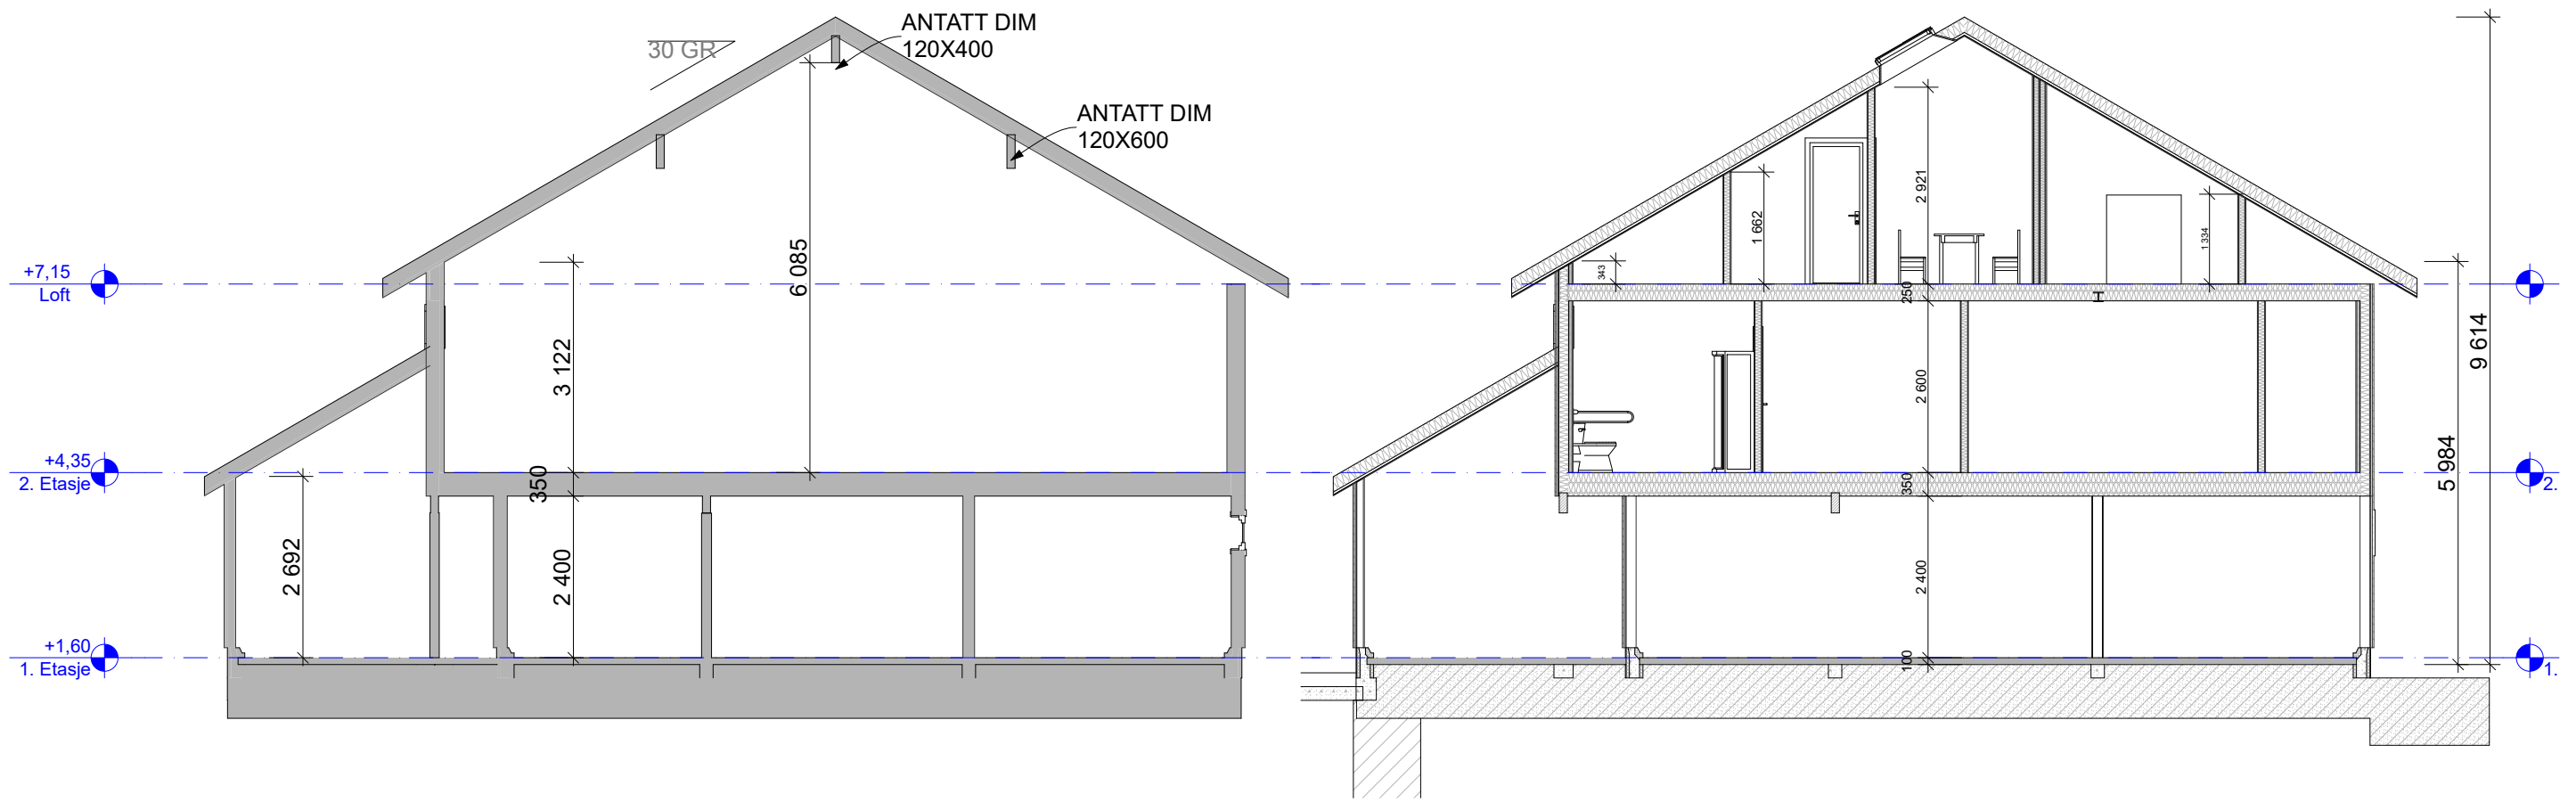 ANTATT DIM
120X400
30 GR
ANTATT DIM
120X600
+7,15
Loft
6 085
3 122
+4,35
2. Etasje
350
2 692
2 400
+1,60
1. Etasje
2 921
1 662
1 334
343
250
9 614
2 600
5 984
350
2.
2 400
100
1.